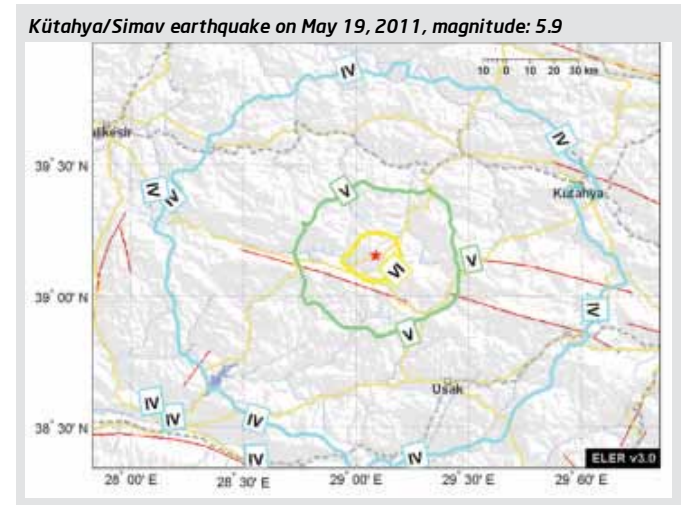 Kütahya/Simav earthquake on May 19, 2011, magnitude: 5.9
IV
10 0 10 20 30 km
IV
39° 30' N
IV
IV
V
Kütahya
V
VI
39° 00' N
IV
V
Usak
IV
IV
IV
38° 30' N
IV
IV
ELER v3.0
28° 00' E 28° 30' E 29° 00' E 29° 30' E 29° 60' E